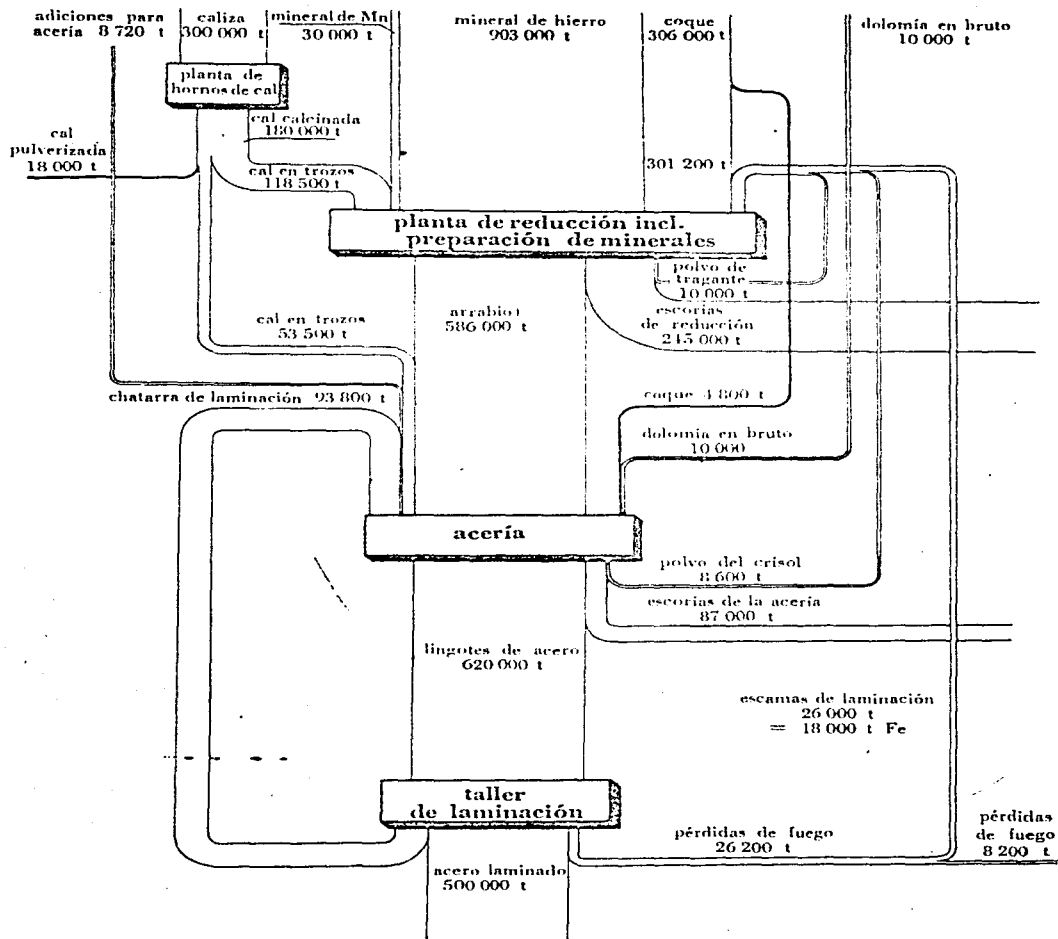 adiciones para
acería 8 720 t
caliza
300 000 t
mineral de Mn
30 000 t
mineral de hierro
903 000 t
coque
306 000 t
dolomía en bruto
10 000 t
planta de
hornos de cal
cal calcinada
180 000 t
cal
pulverizada
18 000 t
cal en trozos
118 500 t
301 200 t
planta de reducción incl.
preparación de minerales
polvo de
tragante
10 000 t
cal en trozos
53 500 t
arrabio
586 000 t
escorias
de reducción
245 000 t
chatarra de laminación 93 800 t
coque 4 800 t
dolomía en bruto
10 000
acería
polvo del crisol
8 600 t
escorias de la acería
87 000 t
lingotes de acero
620 000 t
escamas de laminación
26 000 t
= 18 000 t Fe
taller
de laminación
pérdidas de fuego
26 200 t
pérdidas
de fuego
8 200 t
acero laminado
500 000 t